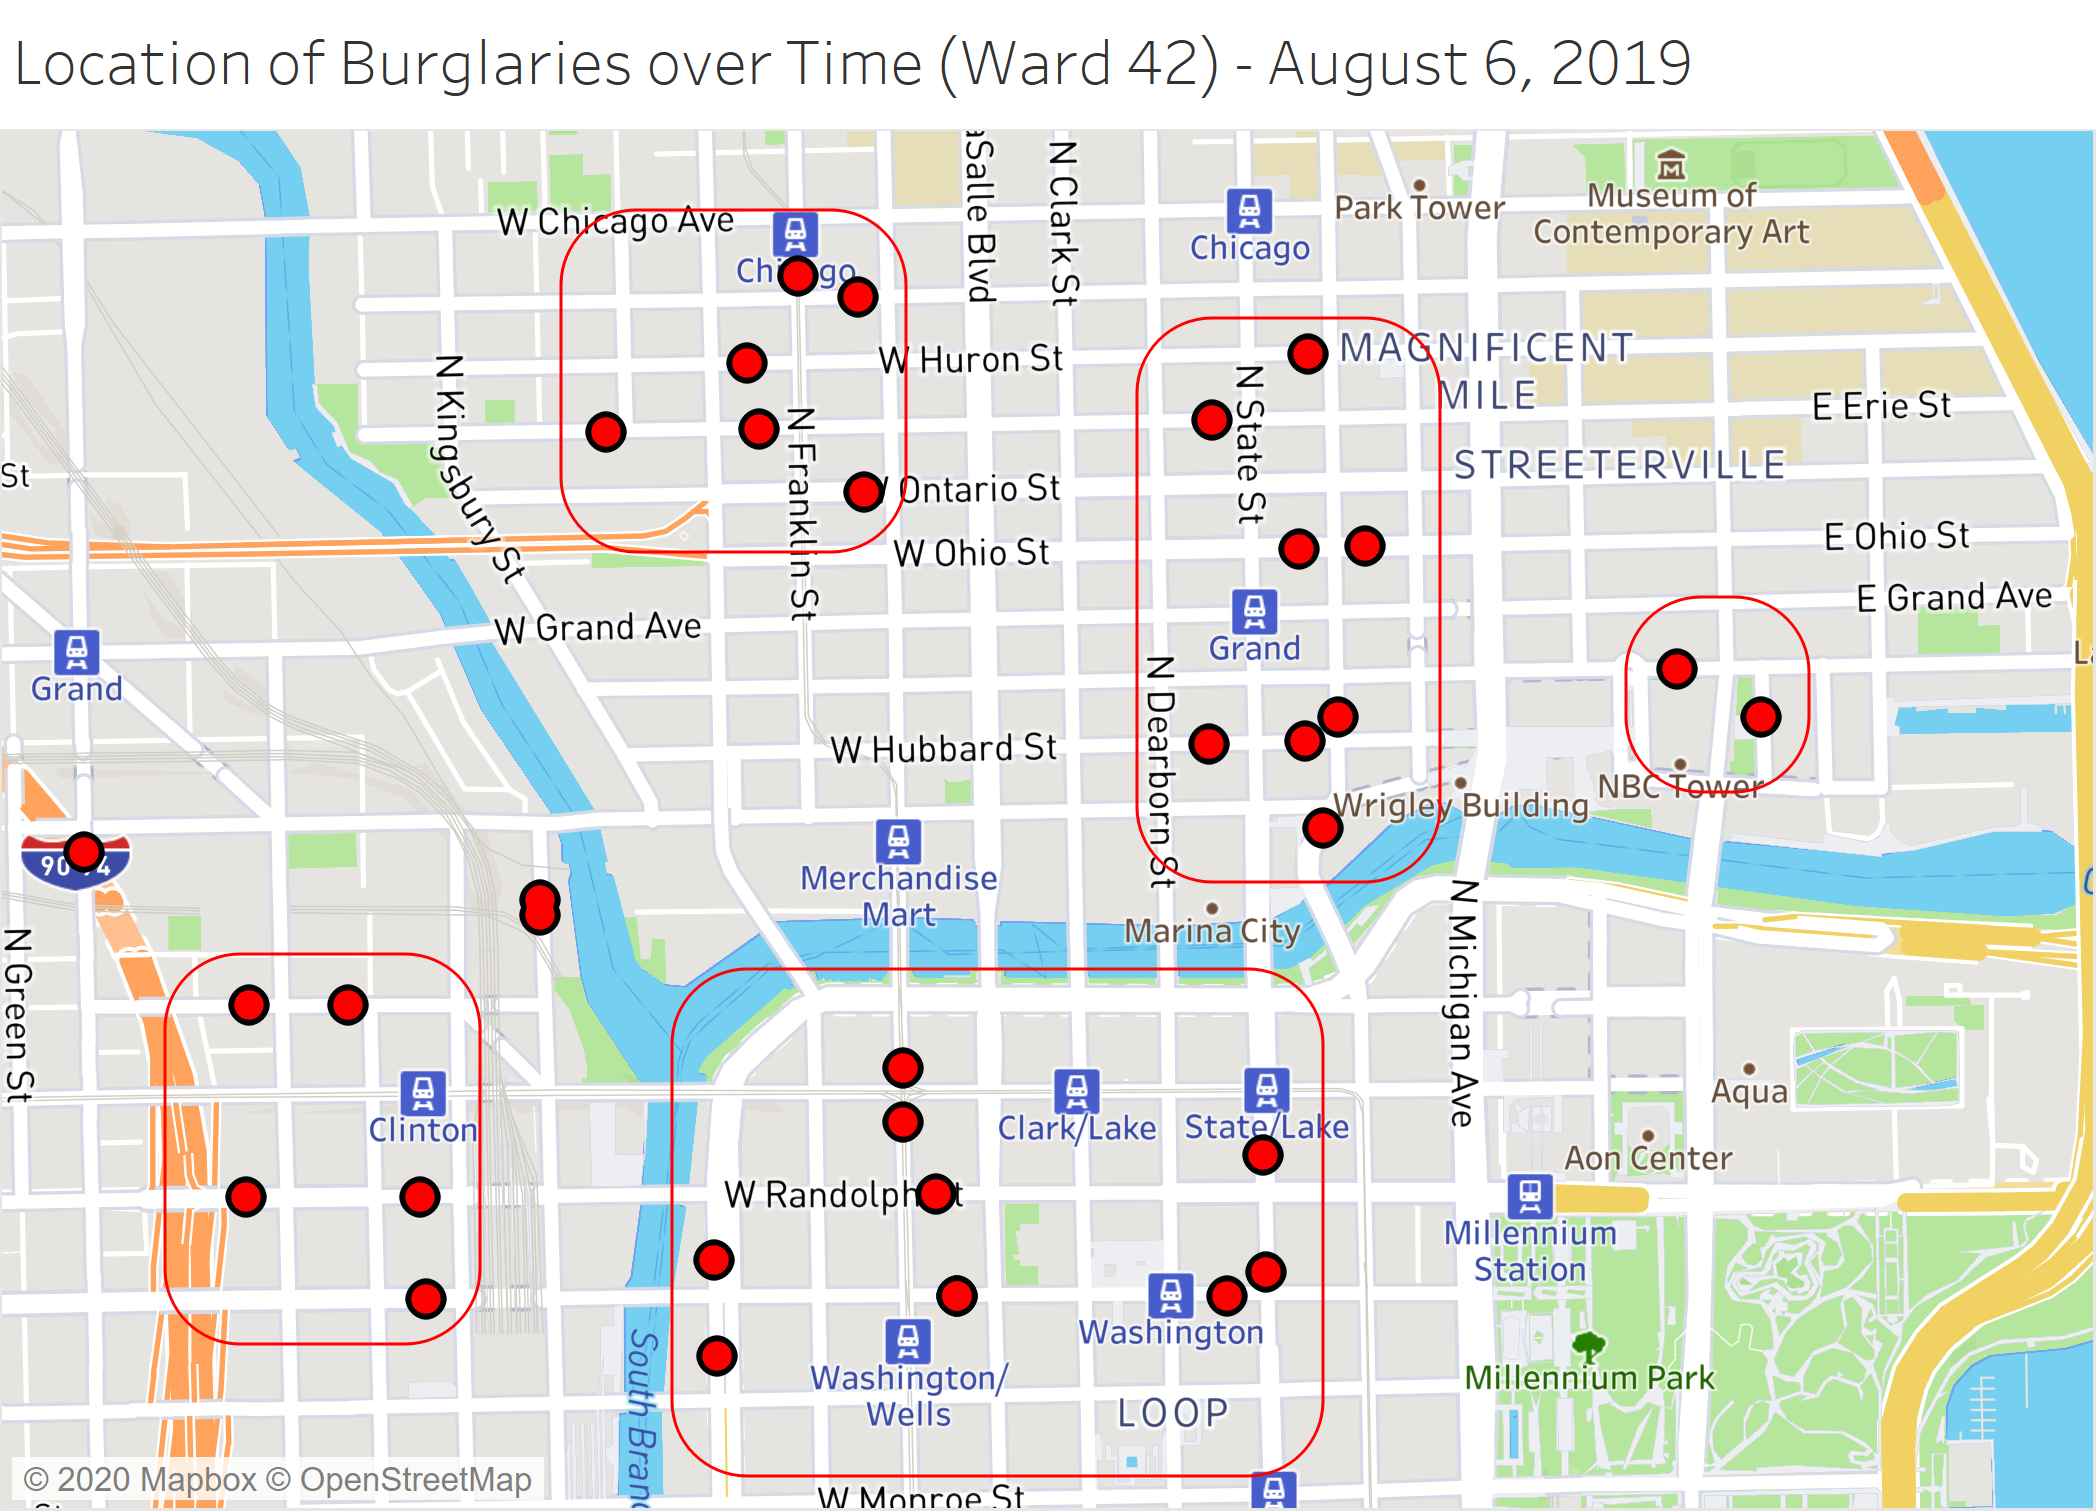 Location of Burglaries over Time (Ward 42) - August 6, 2019
aSalle Blvd
N Clark St
Park Tower
Museum of
Contemporary Art
W Chicago Ave
Chicago
Chicago
W Huron St
MAGNIFICENT
MILE
N Kingsbury St
N Franklin St
N State St
E Erie St
STREETERVILLE
St
Ontario St
W Ohio St
E Ohio St
E Grand Ave
W Grand Ave
Grand
Grand
N Dearborn St
W Hubbard St
NBC Tower
Wrigley Building
90 94
Merchandise
Mart
Marina City
N Green St
N Michigan Ave
Clinton
Clark/Lake
State/Lake
Aqua
Aon Center
W Randolph
Millennium
Station
Washington
Washington/
Wells
South Branc
LOOP
Millennium Park
© 2020 Mapbox © OpenStreetMap
W Monroe St